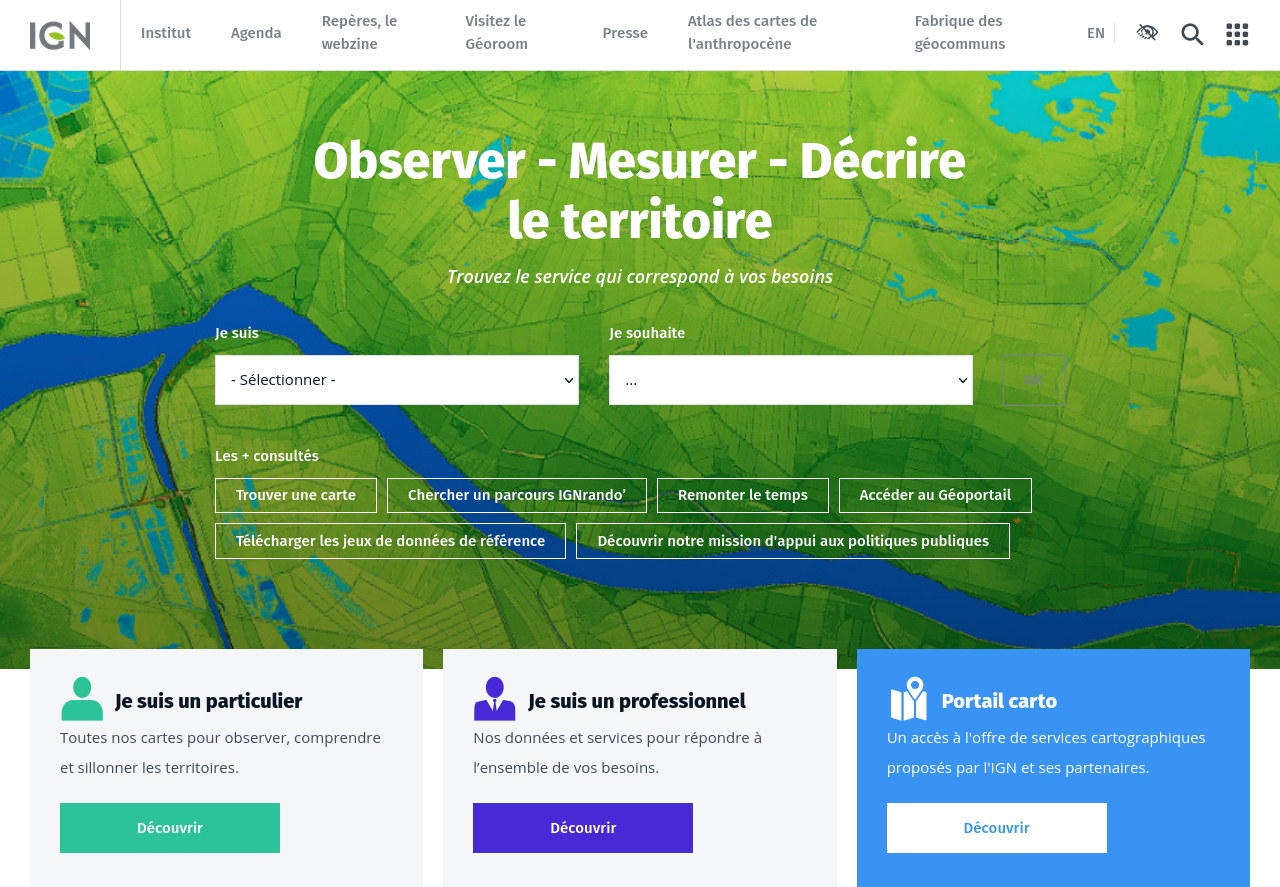 IGN
Institut
Agenda
Repères, le
webzine
Visitez le
Géoroom
Presse
Atlas des cartes de
l'anthropocène
Fabrique des
géocommuns
EN
Observer - Mesurer - Décrire
le territoire
Trouvez le service qui correspond à vos besoins
Je suis
Je souhaite
- Sélectionner -
...
OK
Les + consultés
Trouver une carte
Chercher un parcours IGNrando’
Remonter le temps
Accéder au Géoportail
Télécharger les jeux de données de référence
Découvrir notre mission d'appui aux politiques publiques
Je suis un particulier
Toutes nos cartes pour observer, comprendre
et sillonner les territoires.
Découvrir
Je suis un professionnel
Nos données et services pour répondre à
l’ensemble de vos besoins.
Découvrir
Portail carto
Un accès à l'offre de services cartographiques
proposés par l'IGN et ses partenaires.
Découvrir